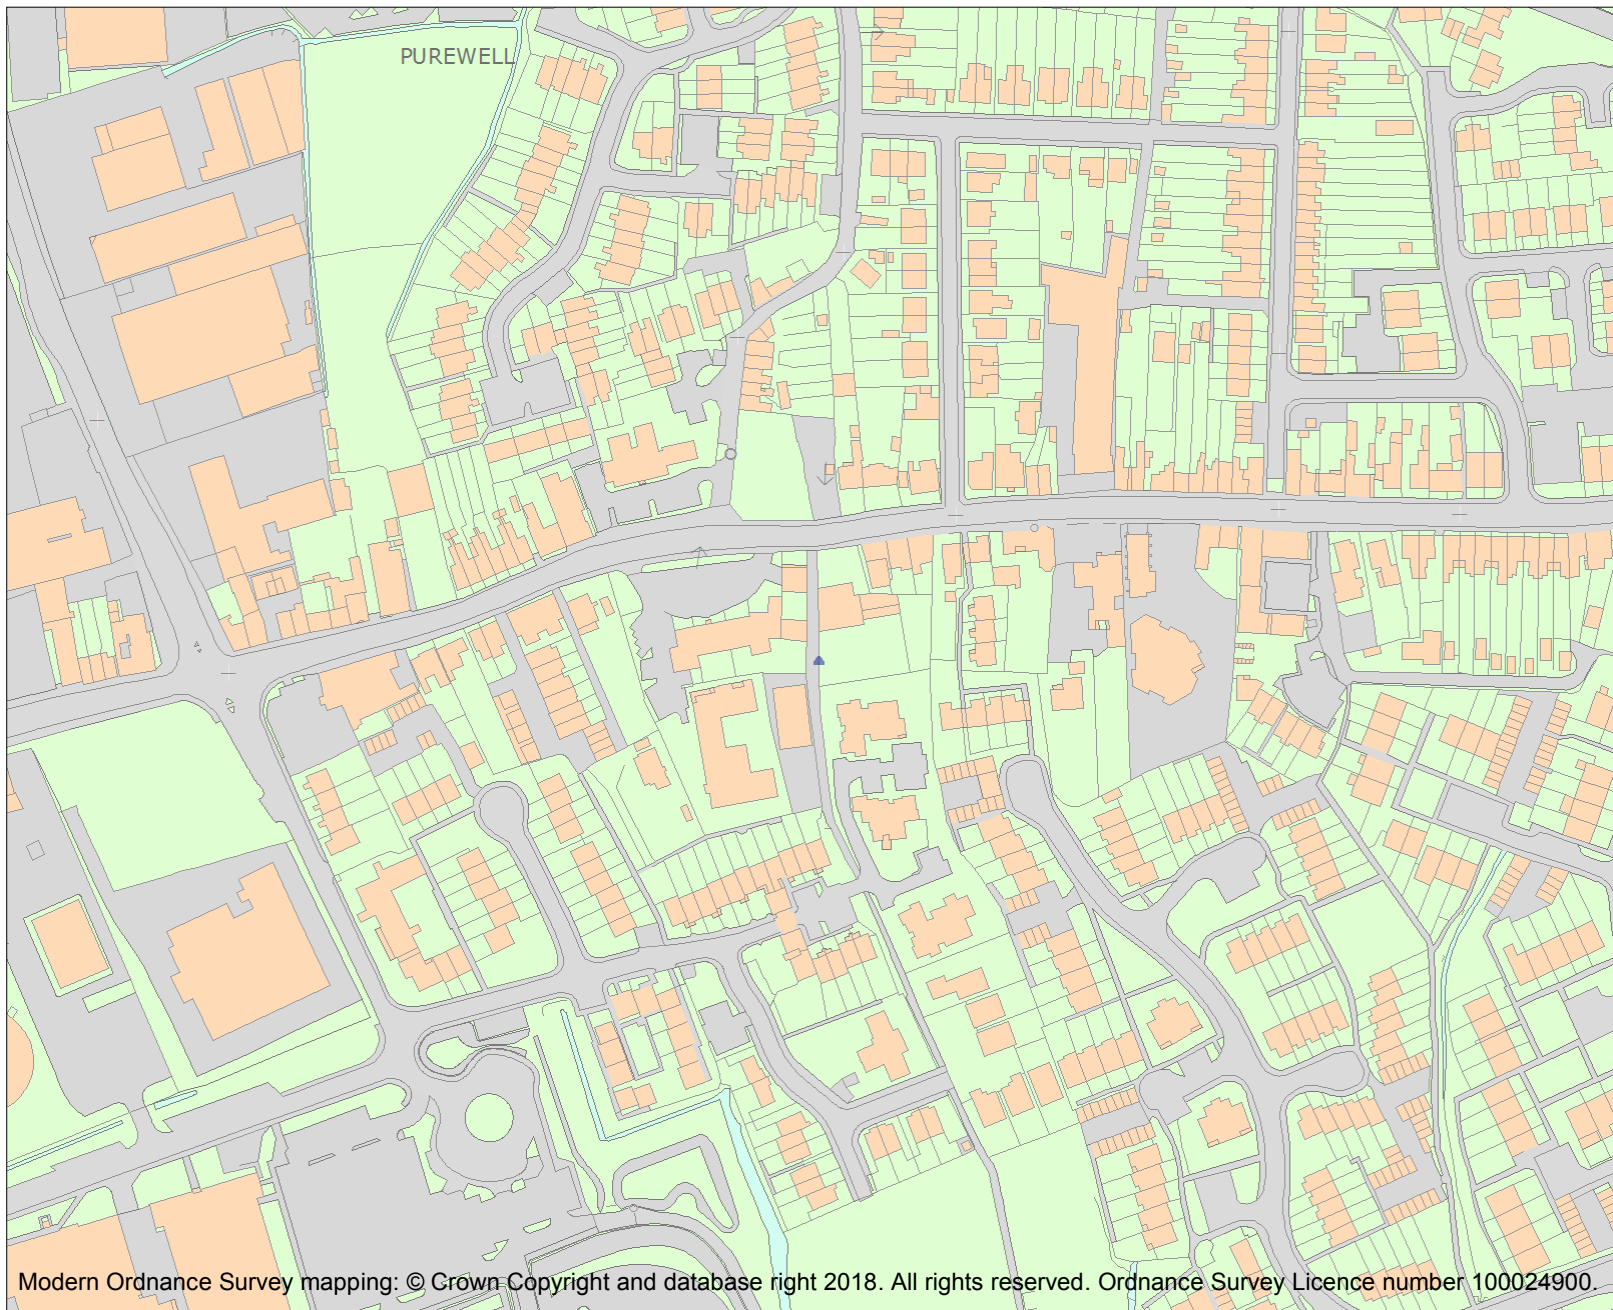 PUREWELL
Modern Ordnance Survey mapping: © Crown Copyright and database right 2018. All rights reserved. Ordnance Survey Licence number 100024900.